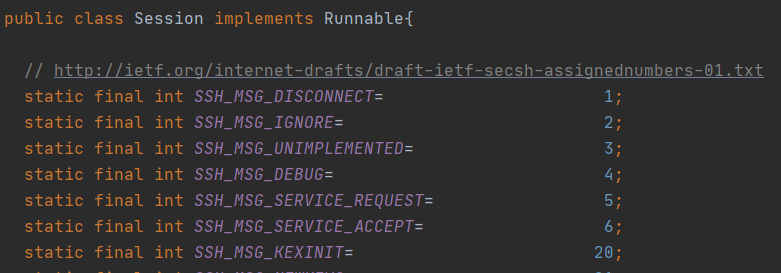 public class Session implements Runnable{
// http://ietf.org/internet-drafts/draft-ietf-secsh-assignednumbers-01.txt
static final int SSH_MSG_DISCONNECT= 1;
static final int SSH_MSG_IGNORE= 2;
static final int SSH_MSG_UNIMPLEMENTED= 3;
static final int SSH_MSG_DEBUG= 4;
static final int SSH_MSG_SERVICE_REQUEST= 5;
static final int SSH_MSG_SERVICE_ACCEPT= 6;
static final int SSH_MSG_KEXINIT= 20;